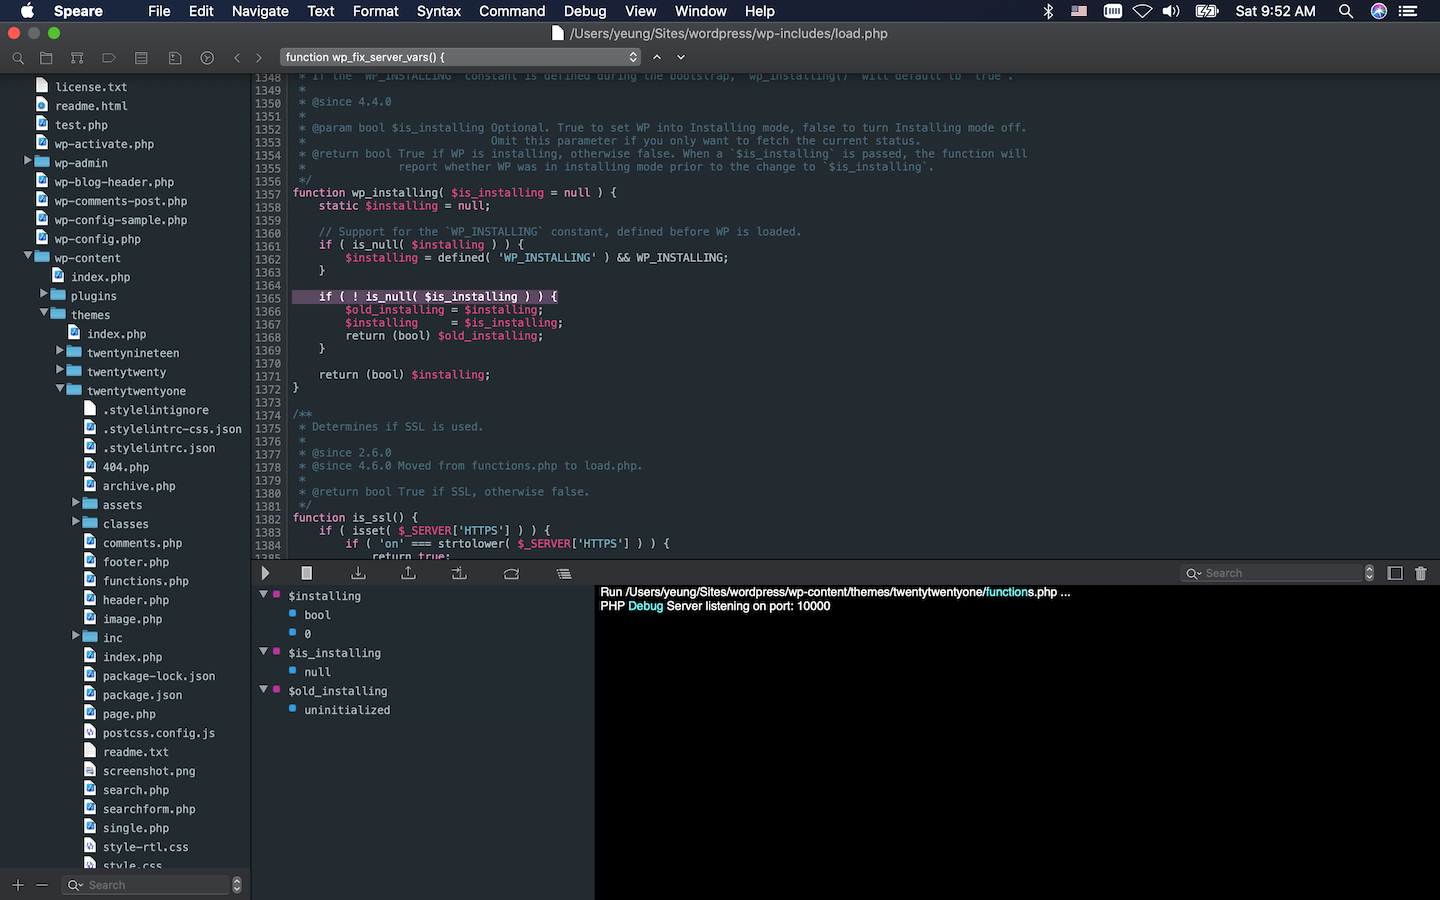 Speare File Edit Navigate Text Format Syntax Command Debug View Window Help Sat 9:52 AM
/Users/yeung/Sites/wordpress/wp-includes/load.php
function wp_fix_server_vars() {
license.txt
readme.html
test.php
wp-activate.php
wp-admin
wp-blog-header.php
wp-comments-post.php
wp-config-sample.php
wp-config.php
wp-content
index.php
plugins
themes
index.php
twentynineteen
twentytwenty
twentytwentyone
.stylelintignore
.stylelintrc-css.json
.stylelintrc.json
404.php
archive.php
assets
classes
comments.php
footer.php
functions.php
header.php
image.php
inc
index.php
package-lock.json
package.json
page.php
postcss.config.js
readme.txt
screenshot.png
search.php
searchform.php
single.php
style-rtl.css
style.css
Search
1348 * If the `WP_INSTALLING` constant is defined during the bootstrap, `wp_installing()` will default to `true`.
1349 *
1350 * @since 4.4.0
1351 *
1352 * @param bool $is_installing Optional. True to set WP into Installing mode, false to turn Installing mode off.
1353 * Omit this parameter if you only want to fetch the current status.
1354 * @return bool True if WP is installing, otherwise false. When a `$is_installing` is passed, the function will
1355 * report whether WP was in installing mode prior to the change to `$is_installing`.
1356 */
1357 function wp_installing( $is_installing = null ) {
1358 static $installing = null;
1359
1360 // Support for the `WP_INSTALLING` constant, defined before WP is loaded.
1361 if ( is_null( $installing ) ) {
1362 $installing = defined( 'WP_INSTALLING' ) && WP_INSTALLING;
1363 }
1364
1365 if ( ! is_null( $is_installing ) ) {
1366 $old_installing = $installing;
1367 $installing = $is_installing;
1368 return (bool) $old_installing;
1369 }
1370
1371 return (bool) $installing;
1372 }
1373
1374 /**
1375 * Determines if SSL is used.
1376 *
1377 * @since 2.6.0
1378 * @since 4.6.0 Moved from functions.php to load.php.
1379 *
1380 * @return bool True if SSL, otherwise false.
1381 */
1382 function is_ssl() {
1383 if ( isset( $_SERVER['HTTPS'] ) ) {
1384 if ( 'on' === strtolower( $_SERVER['HTTPS'] ) ) {
1385 return true;
Search
$installing
bool
0
$is_installing
null
$old_installing
uninitialized
Run /Users/yeung/Sites/wordpress/wp-content/themes/twentytwentyone/functions.php ...
PHP Debug Server listening on port: 10000